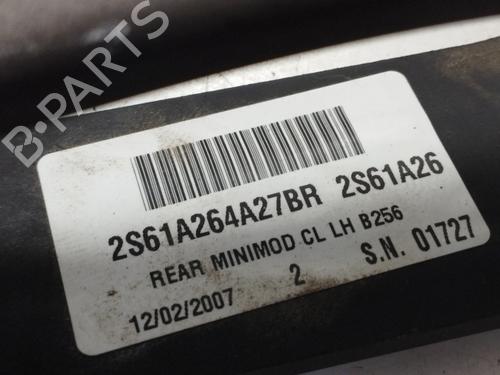 B-PARTS
2S61A264A27BR 2S61A26
REAR MINIMOD CL LH B256
12/02/2007 2 S.N. 01727